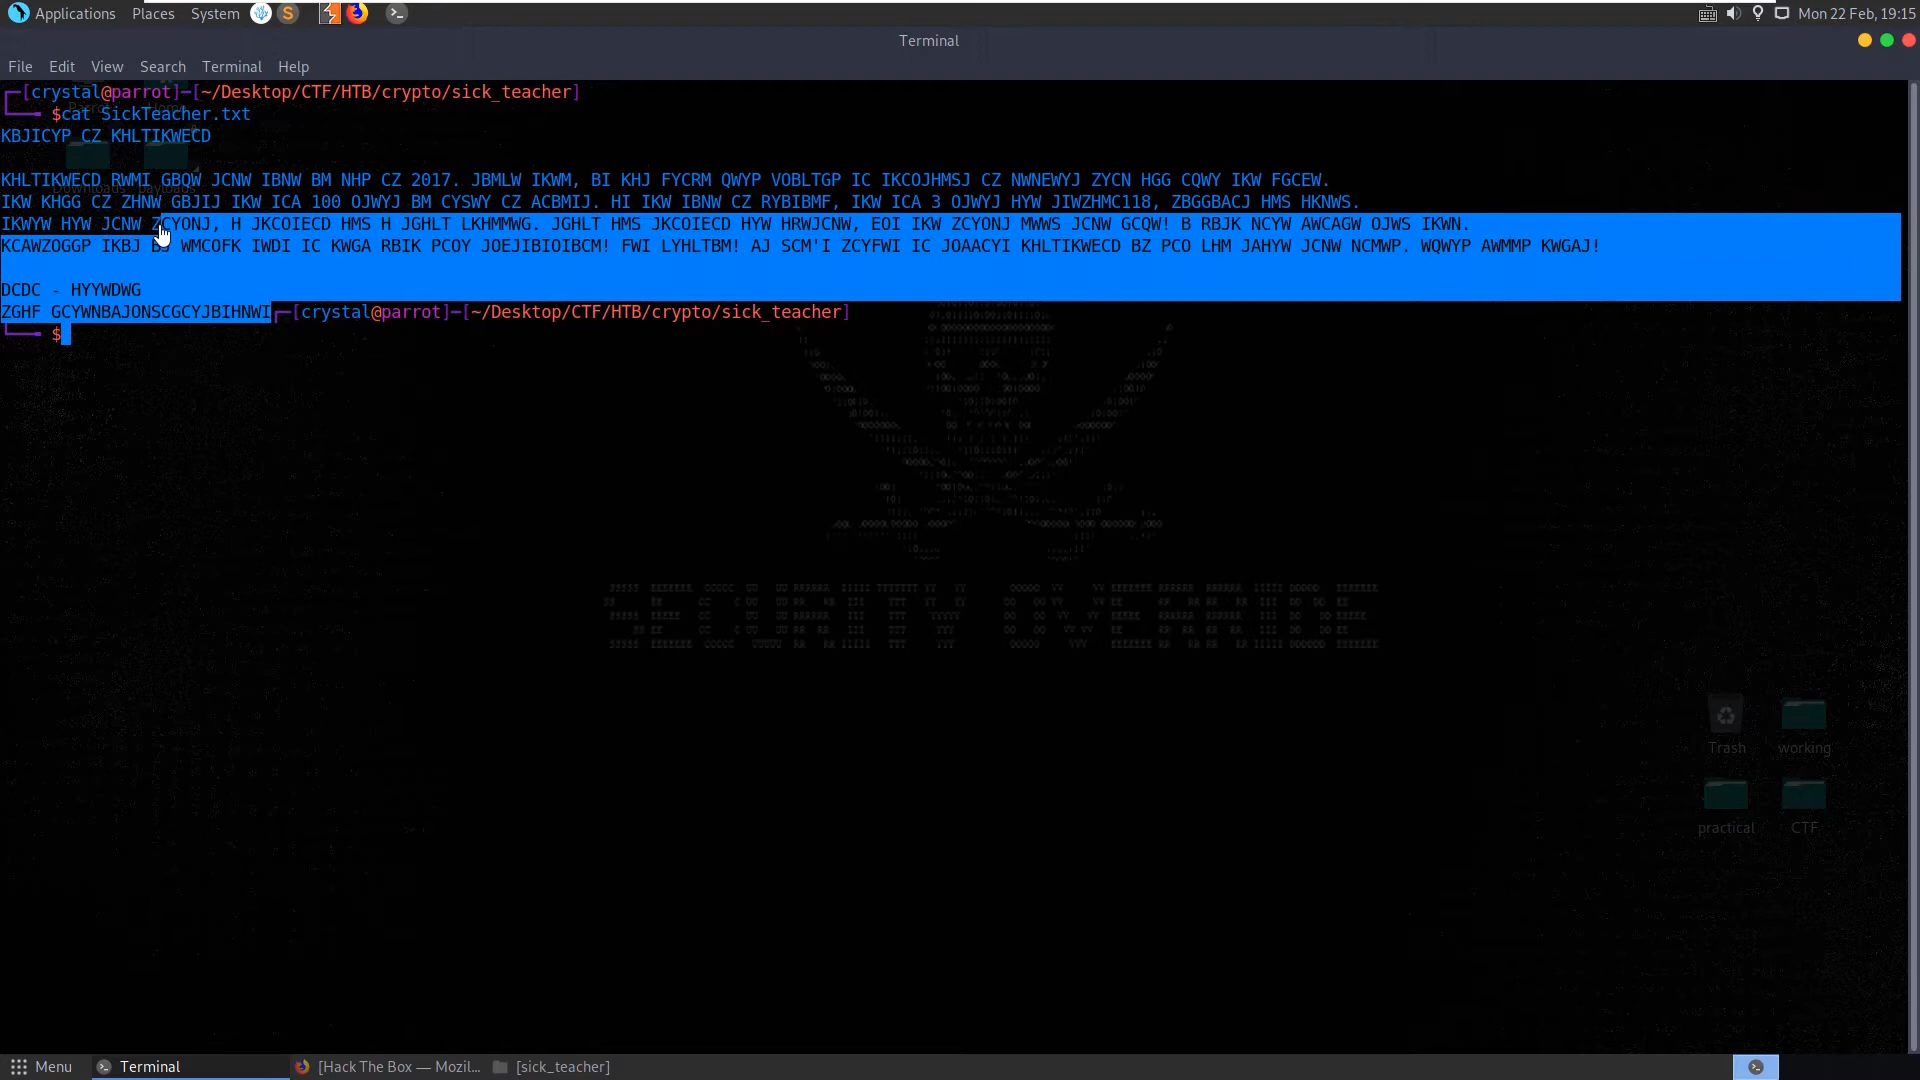 Applications Places System
Mon 22 Feb, 19:15
Terminal
File Edit View Search Terminal Help
┌─[crystal@parrot]─[~/Desktop/CTF/HTB/crypto/sick_teacher]
└──╼ $cat SickTeacher.txt
KBJICYP CZ KHLTIKWECD
KHLTIKWECD RWMI GBQW JCNW IBNW BM NHP CZ 2017. JBMLW IKWM, BI KHJ FYCRM QWYP VOBLTGP IC IKCOJHMSJ CZ NWNEWYJ ZYCN HGG CQWY IKW FGCEW.
IKW KHGG CZ ZHNW GBJIJ IKW ICA 100 OJWYJ BM CYSWY CZ ACBMIJ. HI IKW IBNW CZ RYBIBMF, IKW ICA 3 OJWYJ HYW JIWZHMC118, ZBGGBACJ HMS HKNWS.
IKWYW HYW JCNW ZCYONJ, H JKCOIECD HMS H JGHLT LKHMMWG. JGHLT HMS JKCOIECD HYW HRWJCNW, EOI IKW ZCYONJ MWWS JCNW GCQW! B RBJK NCYW AWCAGW OJWS IKWN.
KCAWZOGGP IKBJ BJ WMCOFK IWDI IC KWGA RBIK PCOY JOEJIBIOIBCM! FWI LYHLTBM! AJ SCM'I ZCYFWI IC JOAACYI KHLTIKWECD BZ PCO LHM JAHYW JCNW NCMWP. WQWYP AWMMP KWGAJ!
DCDC - HYYWDWG
ZGHF GCYWNBAJONSCGCYJBIHNWI┌─[crystal@parrot]─[~/Desktop/CTF/HTB/crypto/sick_teacher]
└──╼ $
SECURITY OVERRIDE
Trash working
practical CTF
Menu Terminal [Hack The Box — Mozil... [sick_teacher]